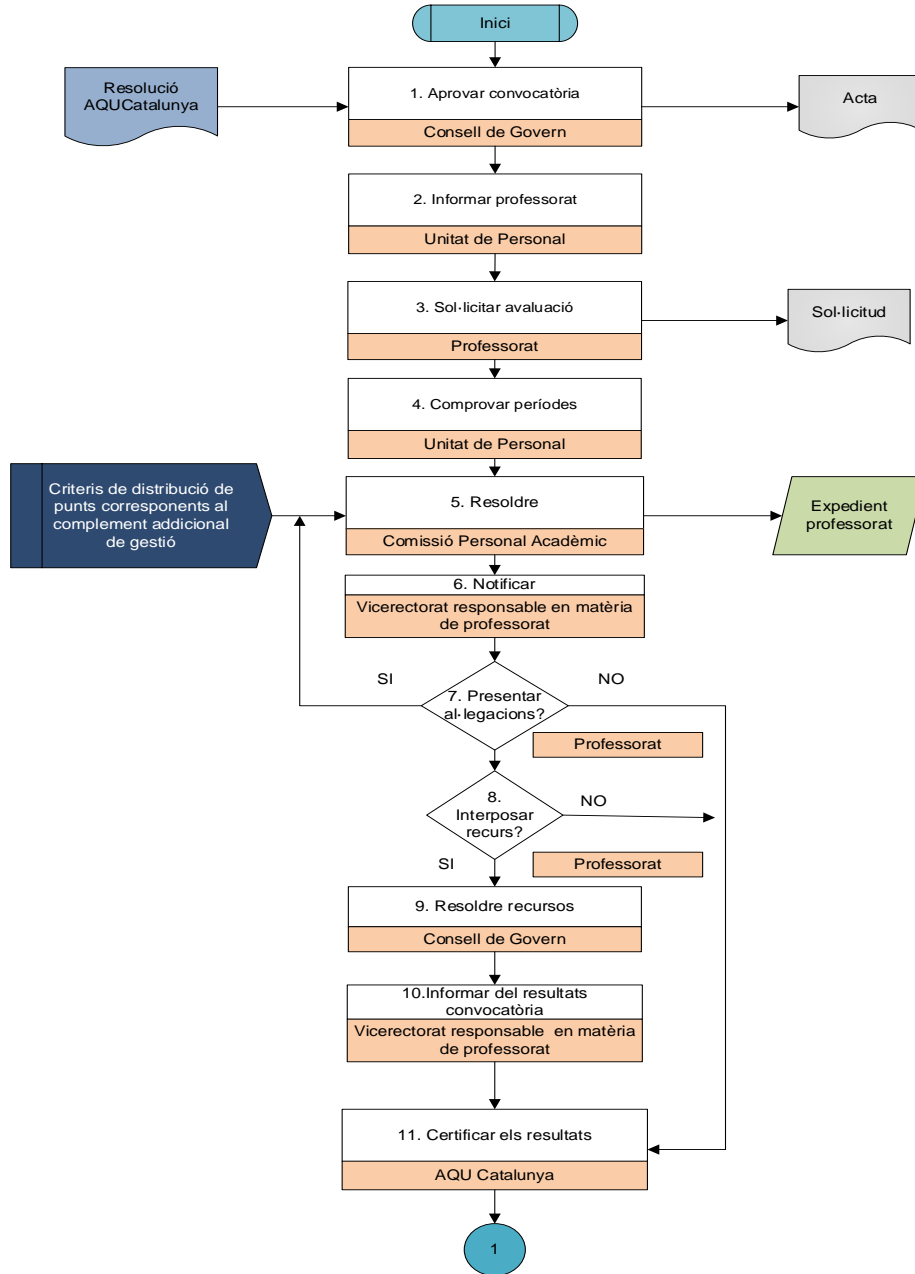 Inici
Resolució
AQUCatalunya
1. Aprovar convocatòria
Consell de Govern
Acta
2. Informar professorat
Unitat de Personal
3. Sol·licitar avaluació
Professorat
Sol·licitud
4. Comprovar períodes
Unitat de Personal
Criteris de distribució de
punts corresponents al
complement addicional
de gestió
5. Resoldre
Comissió Personal Acadèmic
Expedient
professorat
6. Notificar
Vicerectorat responsable en matèria
de professorat
SI
NO
7. Presentar
al·legacions?
Professorat
8.
Interposar
recurs?
NO
SI
Professorat
9. Resoldre recursos
Consell de Govern
10.Informar del resultats
convocatòria
Vicerectorat responsable en matèria
de professorat
11. Certificar els resultats
AQU Catalunya
1